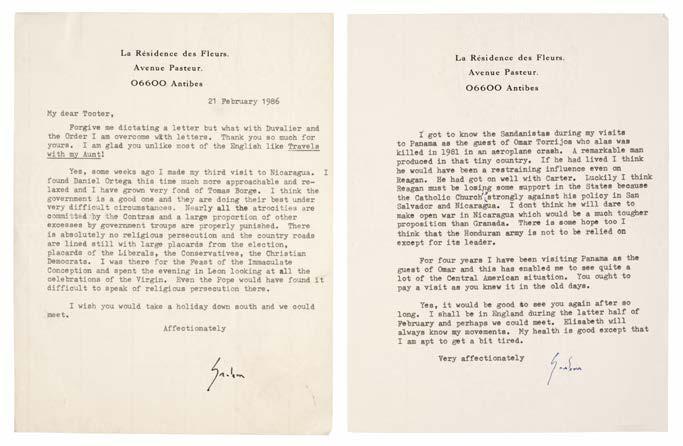 La Résidence des Fleurs.
Avenue Pasteur.
06600 Antibes
21 February 1986
My dear Tooter,
Forgive me dictating a letter but what with Duvalier and
the Order I am overcome with letters. Thank you so much for
yours. I am glad you unlike most of the English like Travels
with my Aunt!
Yes, some weeks ago I made my third visit to Nicaragua. I
found Daniel Ortega this time much more approachable and re-
laxed and I have grown very fond of Tomas Borge. I think the
government is a good one and they are doing their best under
very difficult circumstances. Nearly all the atrocities are
committed by the Contras and a large proportion of other
excesses by government troups are properly punished. There
is absolutely no religious persecution and the country roads
are lined still with large placards from the election,
placards of the Liberals, the Conservatives, the Christian
Democrats. I was there for the Feast of the Immaculate
Conception and spent the evening in Leon looking at all the
celebrations of the Virgin. Even the Pope would have found it
difficult to speak of religious persecution there.
I wish you would take a holiday down south and we could
meet.
Affectionately
Graham
La Résidence des Fleurs.
Avenue Pasteur.
06600 Antibes
I got to know the Sandanistas during my visits
to Panama as the guest of Omar Torrijos who alas was
killed in 1981 in an aeroplane crash. A remarkable man
produced in that tiny country. If he had lived I think
he would have been a restraining influence even on
Reagan. He had got on well with Carter. Luckily I think
Reagan must be losing some support in the States because
the Catholic Church strongly against his policy in San
Salvador and Nicaragua. I dont think he will dare to
make open war in Nicaragua which would be a much tougher
proposition than Granada. There is some hope too I
think that the Honduran army is not to be relied on
except for its leader.
For four years I have been visiting Panama as the
guest of Omar and this has enabled me to see quite a
lot of the Central American situation. You ought to
pay a visit as you knew it in the old days.
Yes, it would be good to see you again after so
long. I shall be in England during the latter half of
February and perhaps we could meet. Elisabeth will
always know my movements. My health is good except that
I am apt to get a bit tired.
Very affectionately
Graham